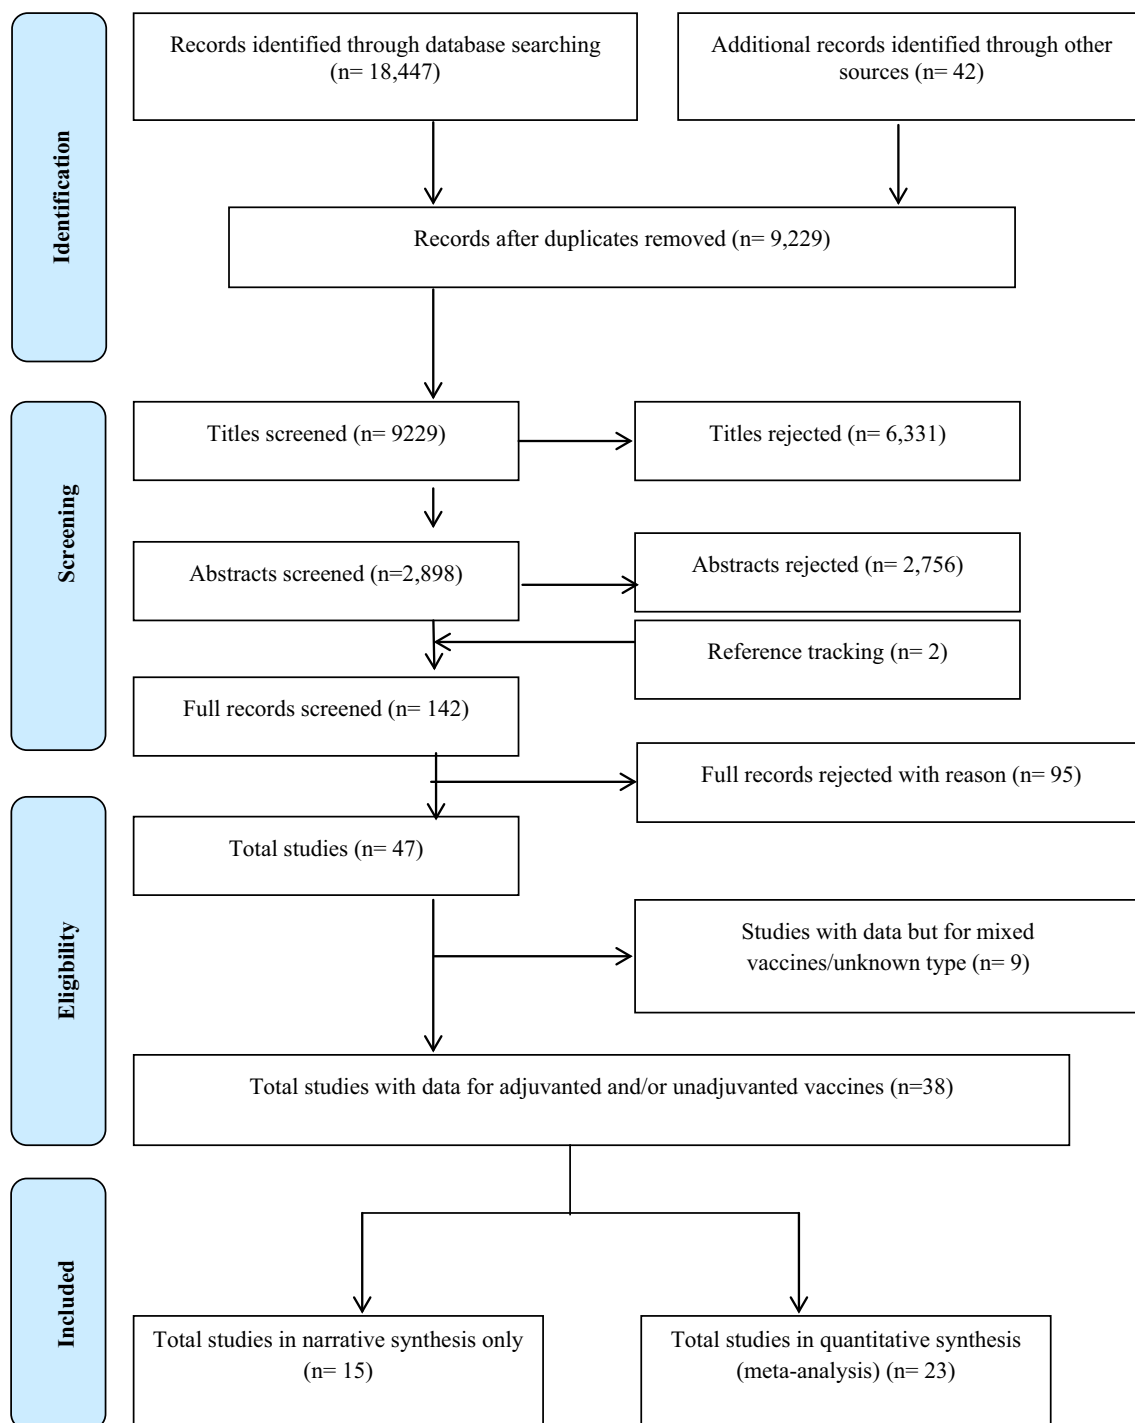 Identification
Records identified through database searching
(n= 18,447)
Additional records identified through other
sources (n= 42)
Records after duplicates removed (n= 9,229)
Screening
Titles screened (n= 9229)
Titles rejected (n= 6,331)
Abstracts screened (n=2,898)
Abstracts rejected (n= 2,756)
Reference tracking (n= 2)
Full records screened (n= 142)
Full records rejected with reason (n= 95)
Eligibility
Total studies (n= 47)
Studies with data but for mixed
vaccines/unknown type (n= 9)
Total studies with data for adjuvanted and/or unadjuvanted vaccines (n=38)
Included
Total studies in narrative synthesis only
(n= 15)
Total studies in quantitative synthesis
(meta-analysis) (n= 23)